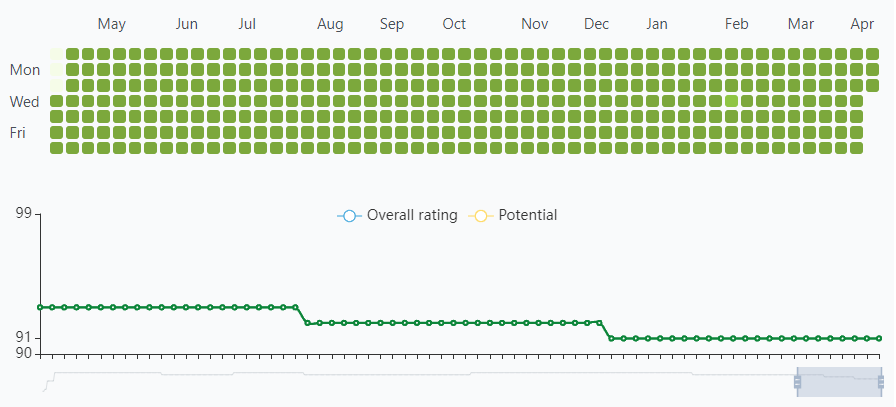 May Jun Jul Aug Sep Oct Nov Dec Jan Feb Mar Apr
Mon
Wed
Fri
99 Overall rating Potential
91
90